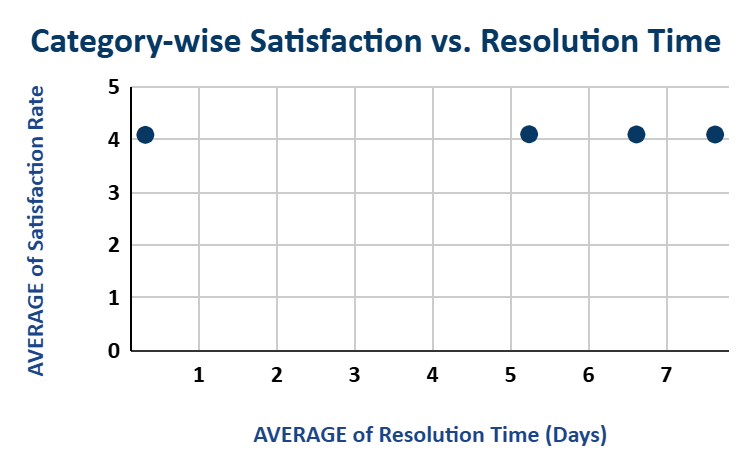 Category-wise Satisfaction vs. Resolution Time
AVERAGE of Satisfaction Rate
5
4
3
2
1
0
1 2 3 4 5 6 7
AVERAGE of Resolution Time (Days)